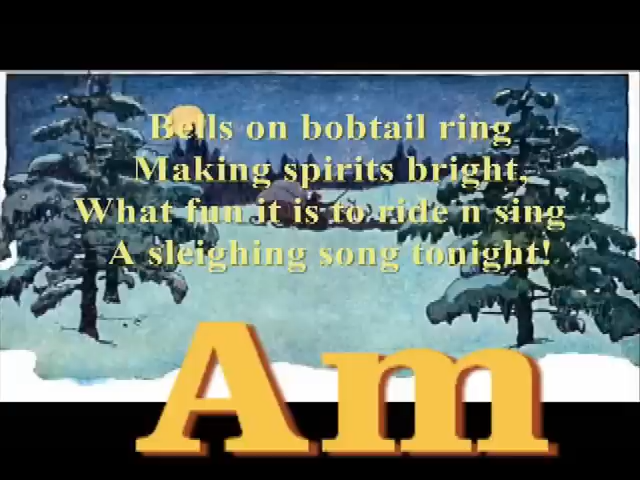 Bells on bobtail ring
Making spirits bright,
What fun it is to ride n sing
A sleighing song tonight!
Am